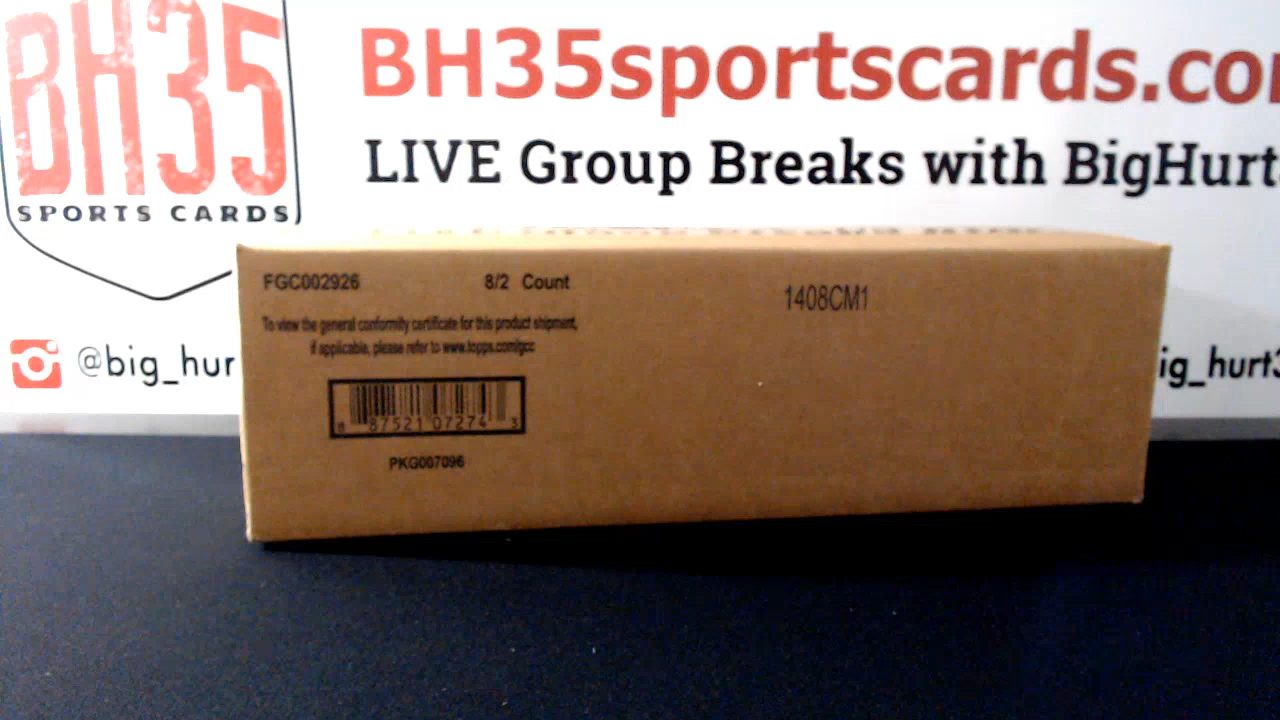 BH35
SPORTS CARDS
BH35sportscards.co
LIVE Group Breaks with BigHurt
@big_hur
ig_hurt3
FGC002926
8/2 Count
1408CM1
To view the general conformity certificate for this product shipment,
if applicable, please refer to www.topps.com/gcc
8 87521 07274 3
PKG007096